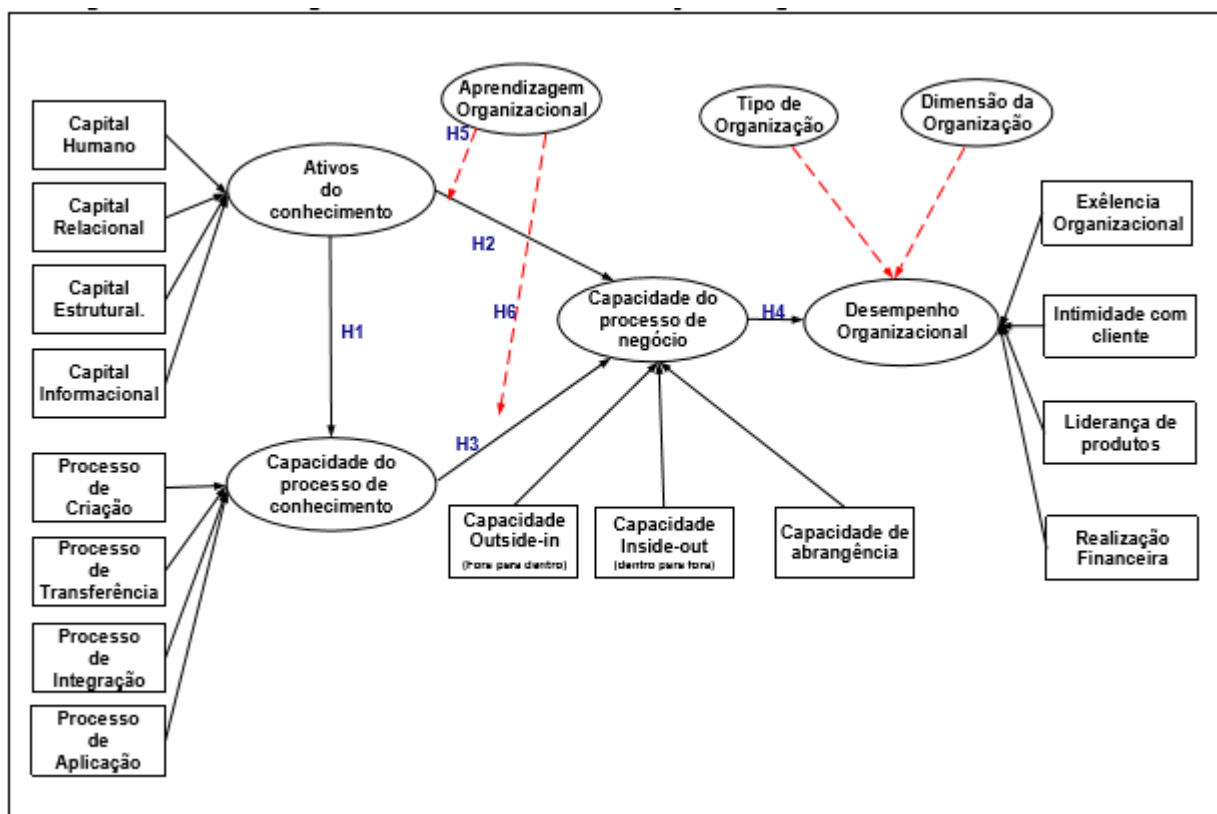 Capital
Humano
Capital
Relacional
Capital
Estrutural.
Capital
Informacional
Processo
de
Criação
Processo
de
Transferência
Processo
de
Integração
Processo
de
Aplicação
Ativos
do
conhecimento
Capacidade do
processo de
conhecimento
Aprendizagem
Organizacional
H5
H2
H6
H1
H3
Capacidade do
processo de
negócio
H4
Capacidade
Outside-in
(Fora para dentro)
Capacidade
Inside-out
(dentro para fora)
Capacidade de
abrangência
Tipo de
Organização
Dimensão da
Organização
Desempenho
Organizacional
Exêlencia
Organizacional
Intimidade com
cliente
Liderança de
produtos
Realização
Financeira